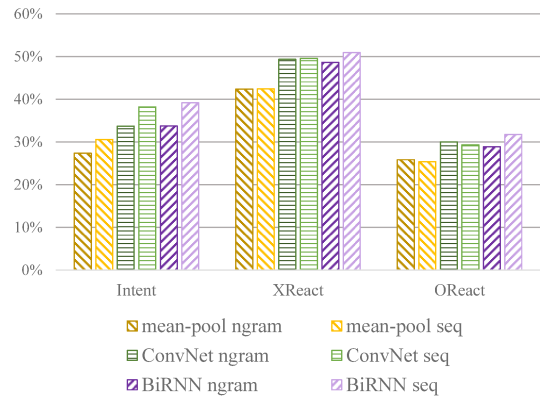 60%
50%
40%
30%
20%
10%
0%
Intent XReact OReact
mean-pool ngram mean-pool seq
ConvNet ngram ConvNet seq
BiRNN ngram BiRNN seq